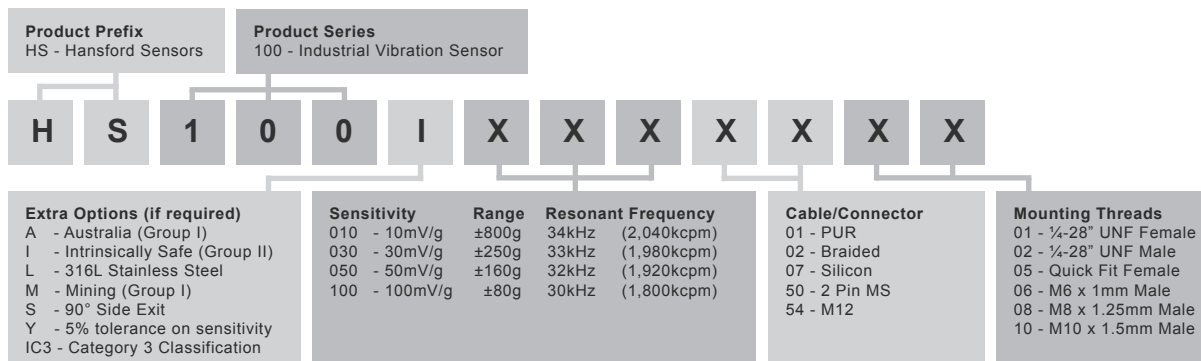 Product Prefix
HS - Hansford Sensors
Product Series
100 - Industrial Vibration Sensor
H S 1 0 0 I X X X X X X X
Extra Options (if required)
A - Australia (Group I)
I - Intrinsically Safe (Group II)
L - 316L Stainless Steel
M - Mining (Group I)
S - 90° Side Exit
Y - 5% tolerance on sensitivity
IC3 - Category 3 Classification
Sensitivity Range Resonant Frequency
010 - 10mV/g ±800g 34kHz (2,040kcpm)
030 - 30mV/g ±250g 33kHz (1,980kcpm)
050 - 50mV/g ±160g 32kHz (1,920kcpm)
100 - 100mV/g ±80g 30kHz (1,800kcpm)
Cable/Connector
01 - PUR
02 - Braided
07 - Silicon
50 - 2 Pin MS
54 - M12
Mounting Threads
01 - ¼-28” UNF Female
02 - ¼-28” UNF Male
05 - Quick Fit Female
06 - M6 x 1mm Male
08 - M8 x 1.25mm Male
10 - M10 x 1.5mm Male